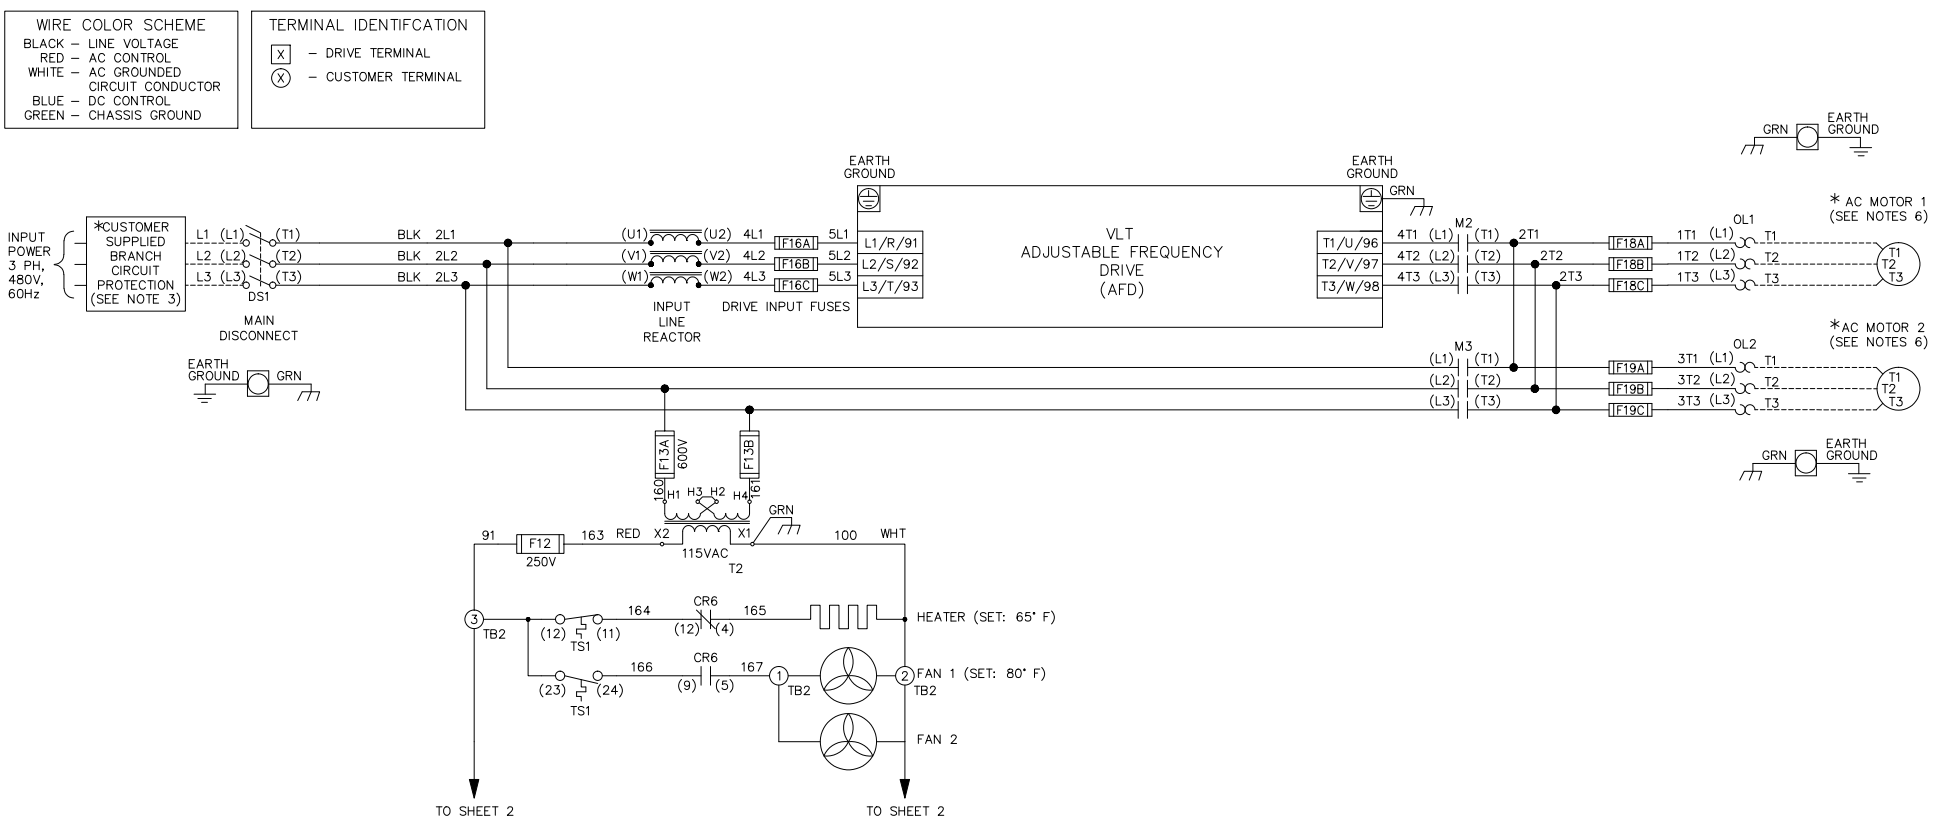 WIRE COLOR SCHEME
BLACK – LINE VOLTAGE
RED – AC CONTROL
WHITE – AC GROUNDED
CIRCUIT CONDUCTOR
BLUE – DC CONTROL
GREEN – CHASSIS GROUND
TERMINAL IDENTIFCATION
X – DRIVE TERMINAL
X – CUSTOMER TERMINAL
INPUT
POWER
3 PH,
480V,
60Hz
*CUSTOMER
SUPPLIED
BRANCH
CIRCUIT
PROTECTION
(SEE NOTE 3)
L1 (L1) (T1) BLK 2L1 (U1) (U2) 4L1 F16A 5L1 L1/R/91
L2 (L2) (T2) BLK 2L2 (V1) (V2) 4L2 F16B 5L2 L2/S/92
L3 (L3) (T3) BLK 2L3 (W1) (W2) 4L3 F16C 5L3 L3/T/93
DS1
MAIN
DISCONNECT
INPUT
LINE
REACTOR
DRIVE INPUT FUSES
EARTH
GROUND
GRN
EARTH
GROUND
VLT
ADJUSTABLE FREQUENCY
DRIVE
(AFD)
EARTH
GROUND
GRN
M2
T1/U/96 4T1 (L1) (T1) 2T1 F18A 1T1 (L1) T1
T2/V/97 4T2 (L2) (T2) 2T2 F18B 1T2 (L2) T2
T3/W/98 4T3 (L3) (T3) 2T3 F18C 1T3 (L3) T3
OL1
GRN
EARTH
GROUND
* AC MOTOR 1
(SEE NOTES 6)
T1
T2
T3
M3
(L1) (T1) F19A 3T1 (L1) T1
(L2) (T2) F19B 3T2 (L2) T2
(L3) (T3) F19C 3T3 (L3) T3
OL2
* AC MOTOR 2
(SEE NOTES 6)
T1
T2
T3
GRN
EARTH
GROUND
F13A
600V
F13B
160
161
H1 H3 H2 H4
GRN
91 F12 163 RED X2 X1 100 WHT
250V
115VAC
T2
3
TB2
(12) (11)
TS1
164
CR6
(12) (4)
165
HEATER (SET: 65° F)
(23) (24)
TS1
166
CR6
(9) (5)
167
1
TB2
2
TB2
FAN 1 (SET: 80° F)
FAN 2
TO SHEET 2
TO SHEET 2